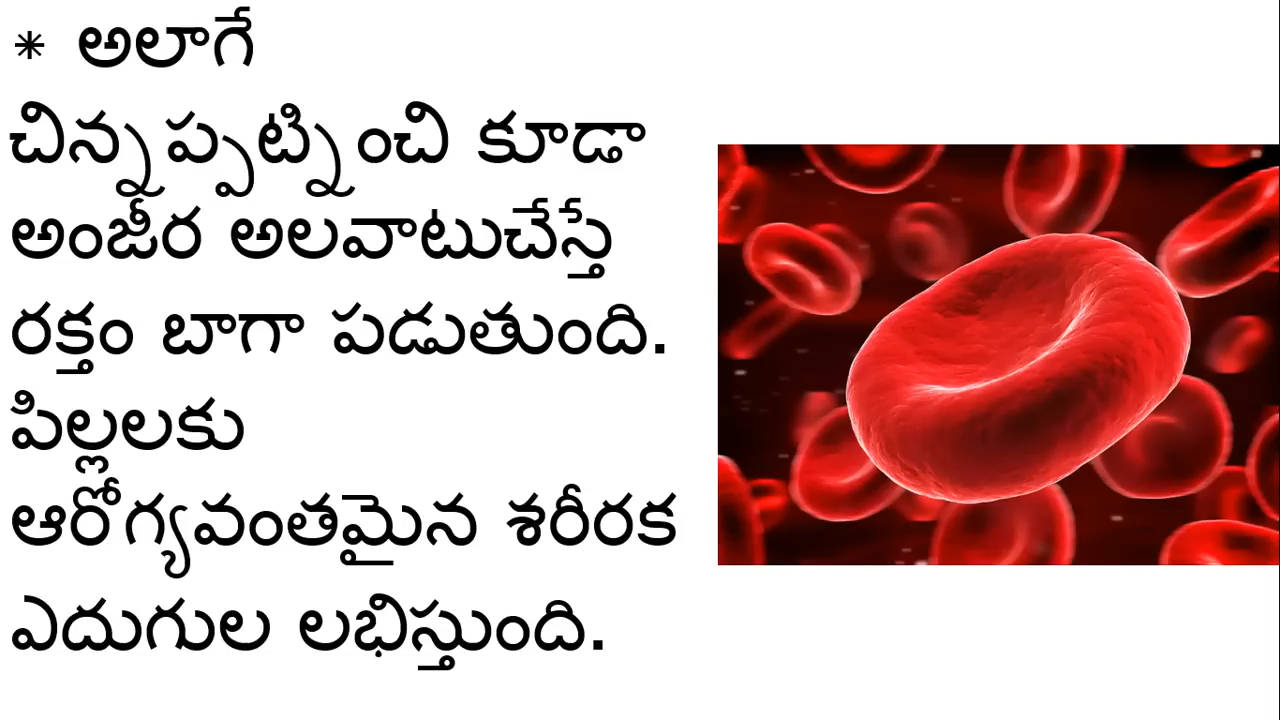 * అలాగే
చిన్నప్పట్నించి కూడా
అంజీర అలవాటుచేస్తే
రక్తం బాగా పడుతుంది.
పిల్లలకు
ఆరోగ్యవంతమైన శరీరక
ఎదుగుల లభిస్తుంది.